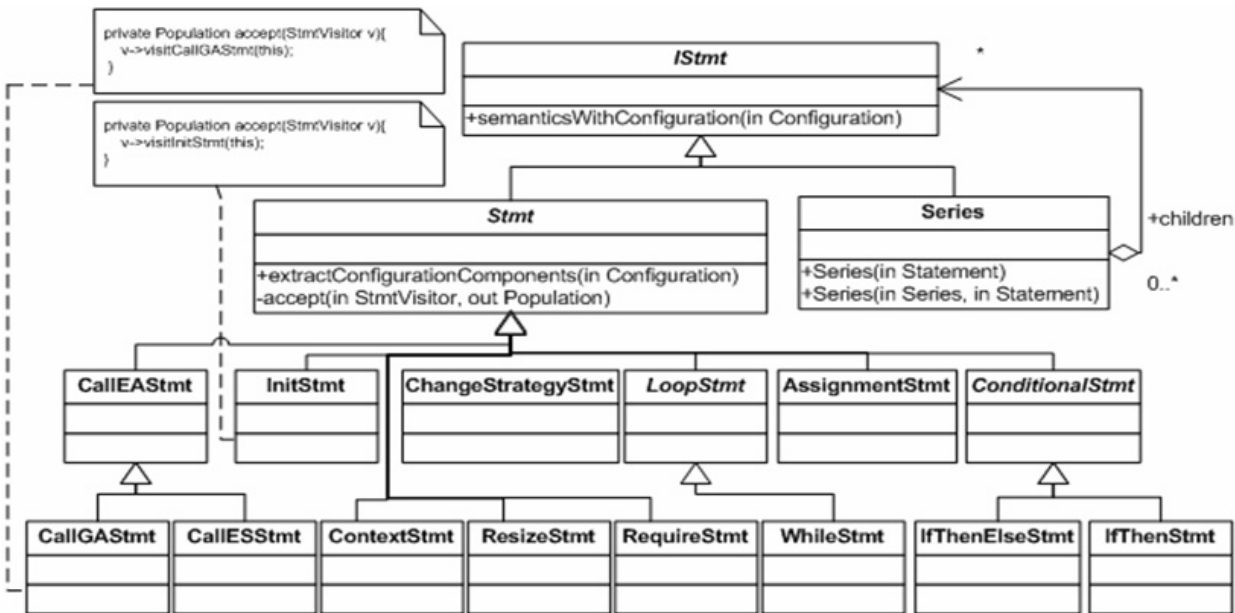 private Population accept(StmtVisitor v){
v->visitCallGAStmt(this);
}
private Population accept(StmtVisitor v){
v->visitInitStmt(this);
}
IStmt
*
+semanticsWithConfiguration(in Configuration)
Stmt
+extractConfigurationComponents(in Configuration)
-accept(in StmtVisitor, out Population)
Series
+Series(in Statement)
+Series(in Series, in Statement)
+children
0..*
CallEAStmt
InitStmt
ChangeStrategyStmt
LoopStmt
AssignmentStmt
ConditionalStmt
CallGAStmt
CallESStmt
ContextStmt
ResizeStmt
RequireStmt
WhileStmt
IfThenElseStmt
IfThenStmt